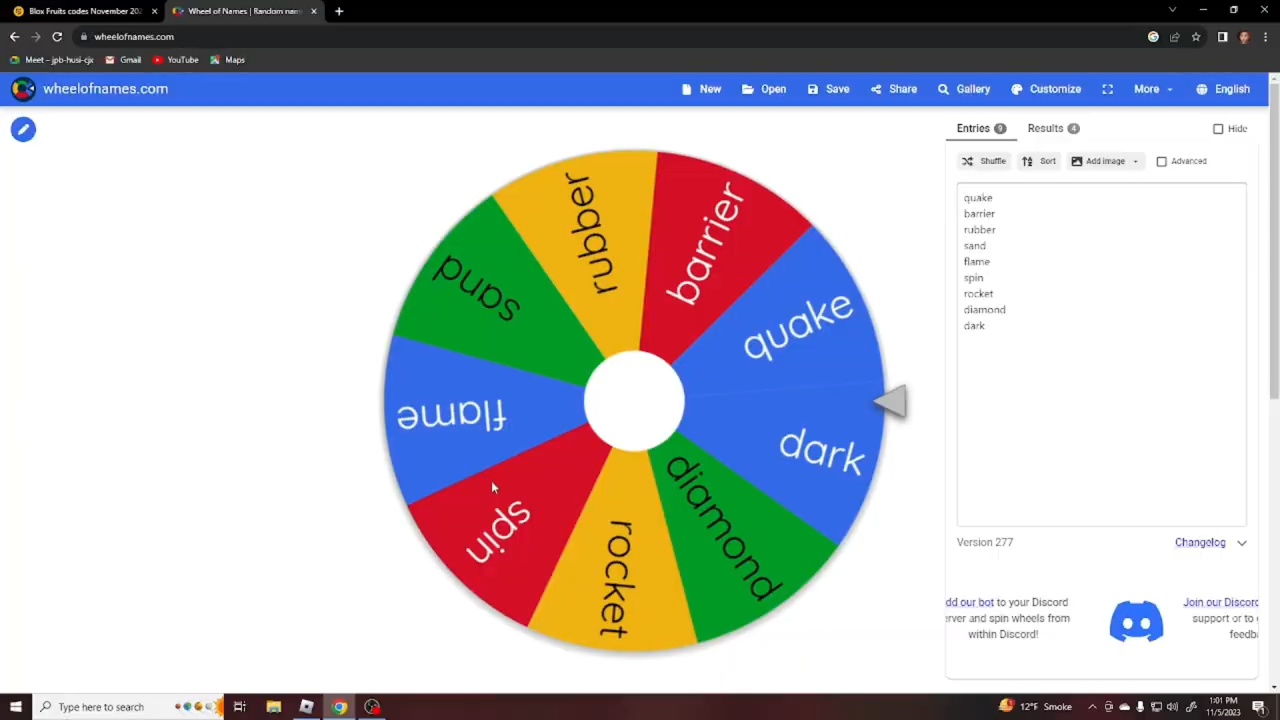 Blox Fruits codes November 202
Wheel of Names | Random name
wheelofnames.com
Meet – jpb-husi-cjx
Gmail
YouTube
Maps
wheelofnames.com
New
Open
Save
Share
Gallery
Customize
More
English
Entries 9
Results 4
Hide
Shuffle
Sort
Add image
Advanced
quake
barrier
rubber
sand
flame
spin
rocket
diamond
dark
rubber
barrier
quake
dark
diamond
rocket
spin
flame
sand
Version 277
Changelog
dd our bot to your Discord
erver and spin wheels from
within Discord!
Join our Discord
support or to
feedba
Type here to search
12°F Smoke
1:01 PM
11/5/2023